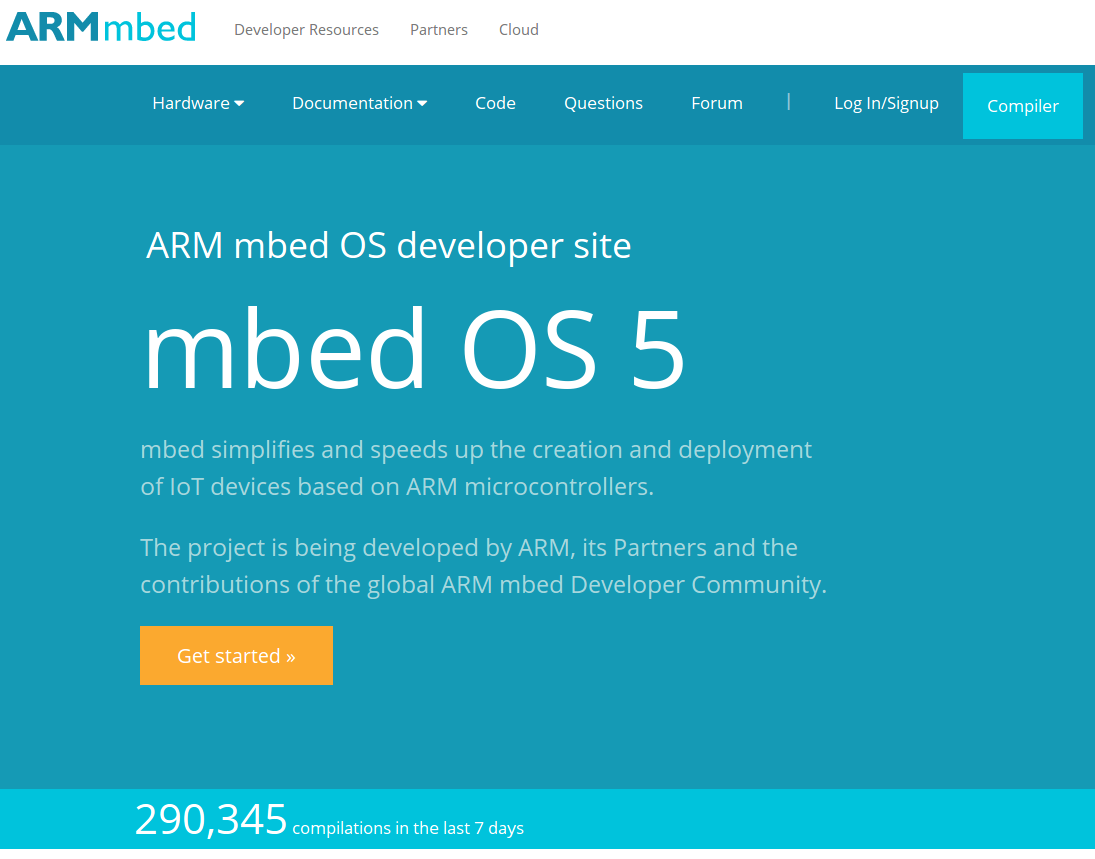 ARM mbed
Developer Resources Partners Cloud
Hardware Documentation Code Questions Forum | Log In/Signup Compiler
ARM mbed OS developer site
mbed OS 5
mbed simplifies and speeds up the creation and deployment
of IoT devices based on ARM microcontrollers.
The project is being developed by ARM, its Partners and the
contributions of the global ARM mbed Developer Community.
Get started »
290,345 compilations in the last 7 days